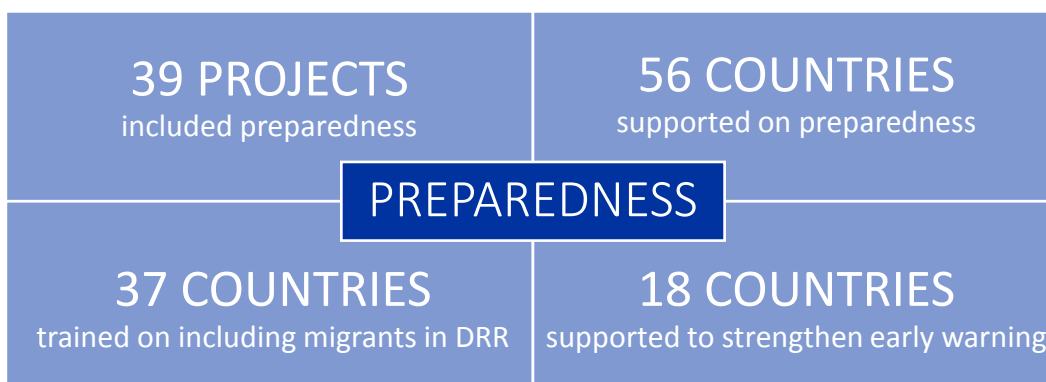 39 PROJECTS
included preparedness
56 COUNTRIES
supported on preparedness
PREPAREDNESS
37 COUNTRIES
trained on including migrants in DRR
18 COUNTRIES
supported to strengthen early warning